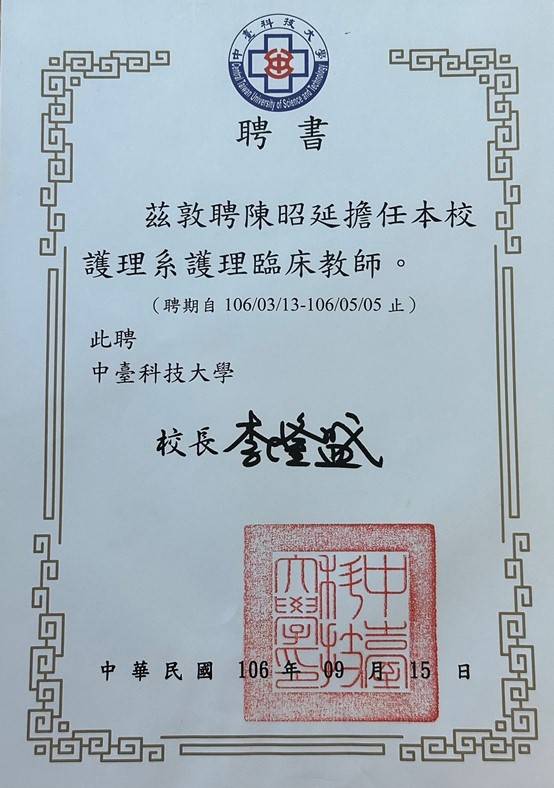 中臺科技大學
Central Taiwan University of Science and Technology
聘書
茲敦聘陳昭延擔任本校
護理系護理臨床教師。
（聘期自 106/03/13-106/05/05 止）
此聘
中臺科技大學
校長李隆盛
中臺科技大學印
中華民國 106 年 09 月 15 日